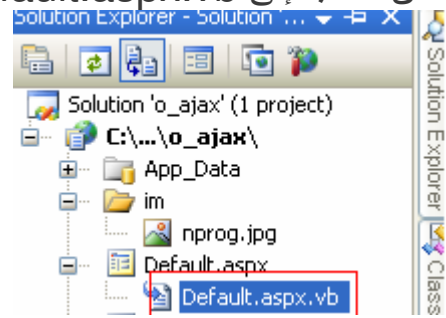 Solution Explorer - Solution '...
Solution 'o_ajax' (1 project)
C:\...\o_ajax\
App_Data
im
nprog.jpg
Default.aspx
Default.aspx.vb
Solution Explorer
Class